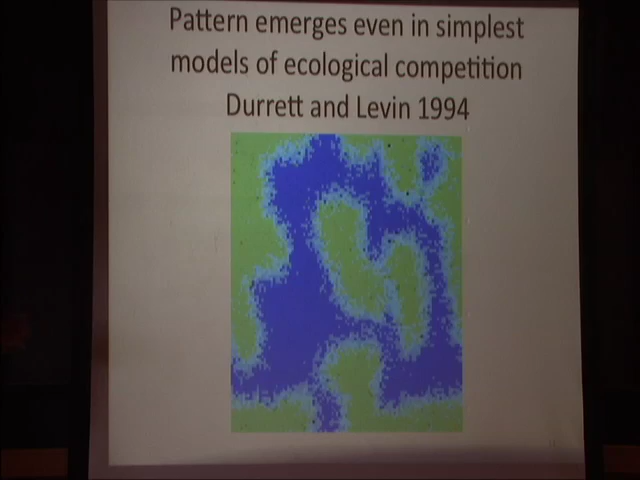 Pattern emerges even in simplest
models of ecological competition
Durrett and Levin 1994